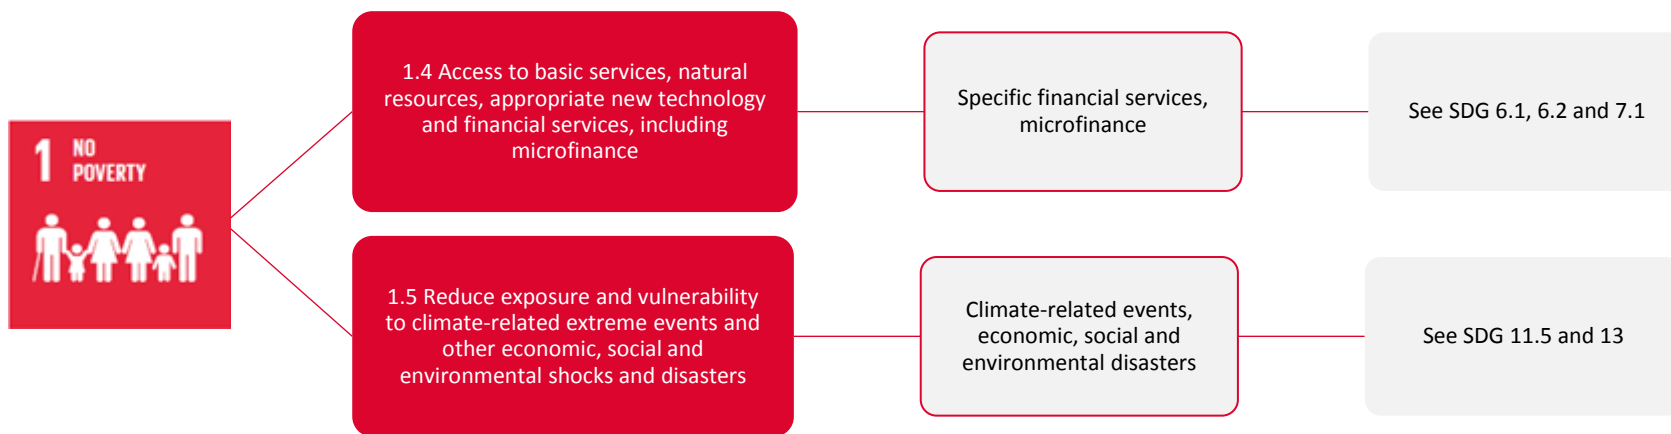 1 NO
POVERTY
1.4 Access to basic services, natural
resources, appropriate new technology
and financial services, including
microfinance
Specific financial services,
microfinance
See SDG 6.1, 6.2 and 7.1
1.5 Reduce exposure and vulnerability
to climate-related extreme events and
other economic, social and
environmental shocks and disasters
Climate-related events,
economic, social and
environmental disasters
See SDG 11.5 and 13